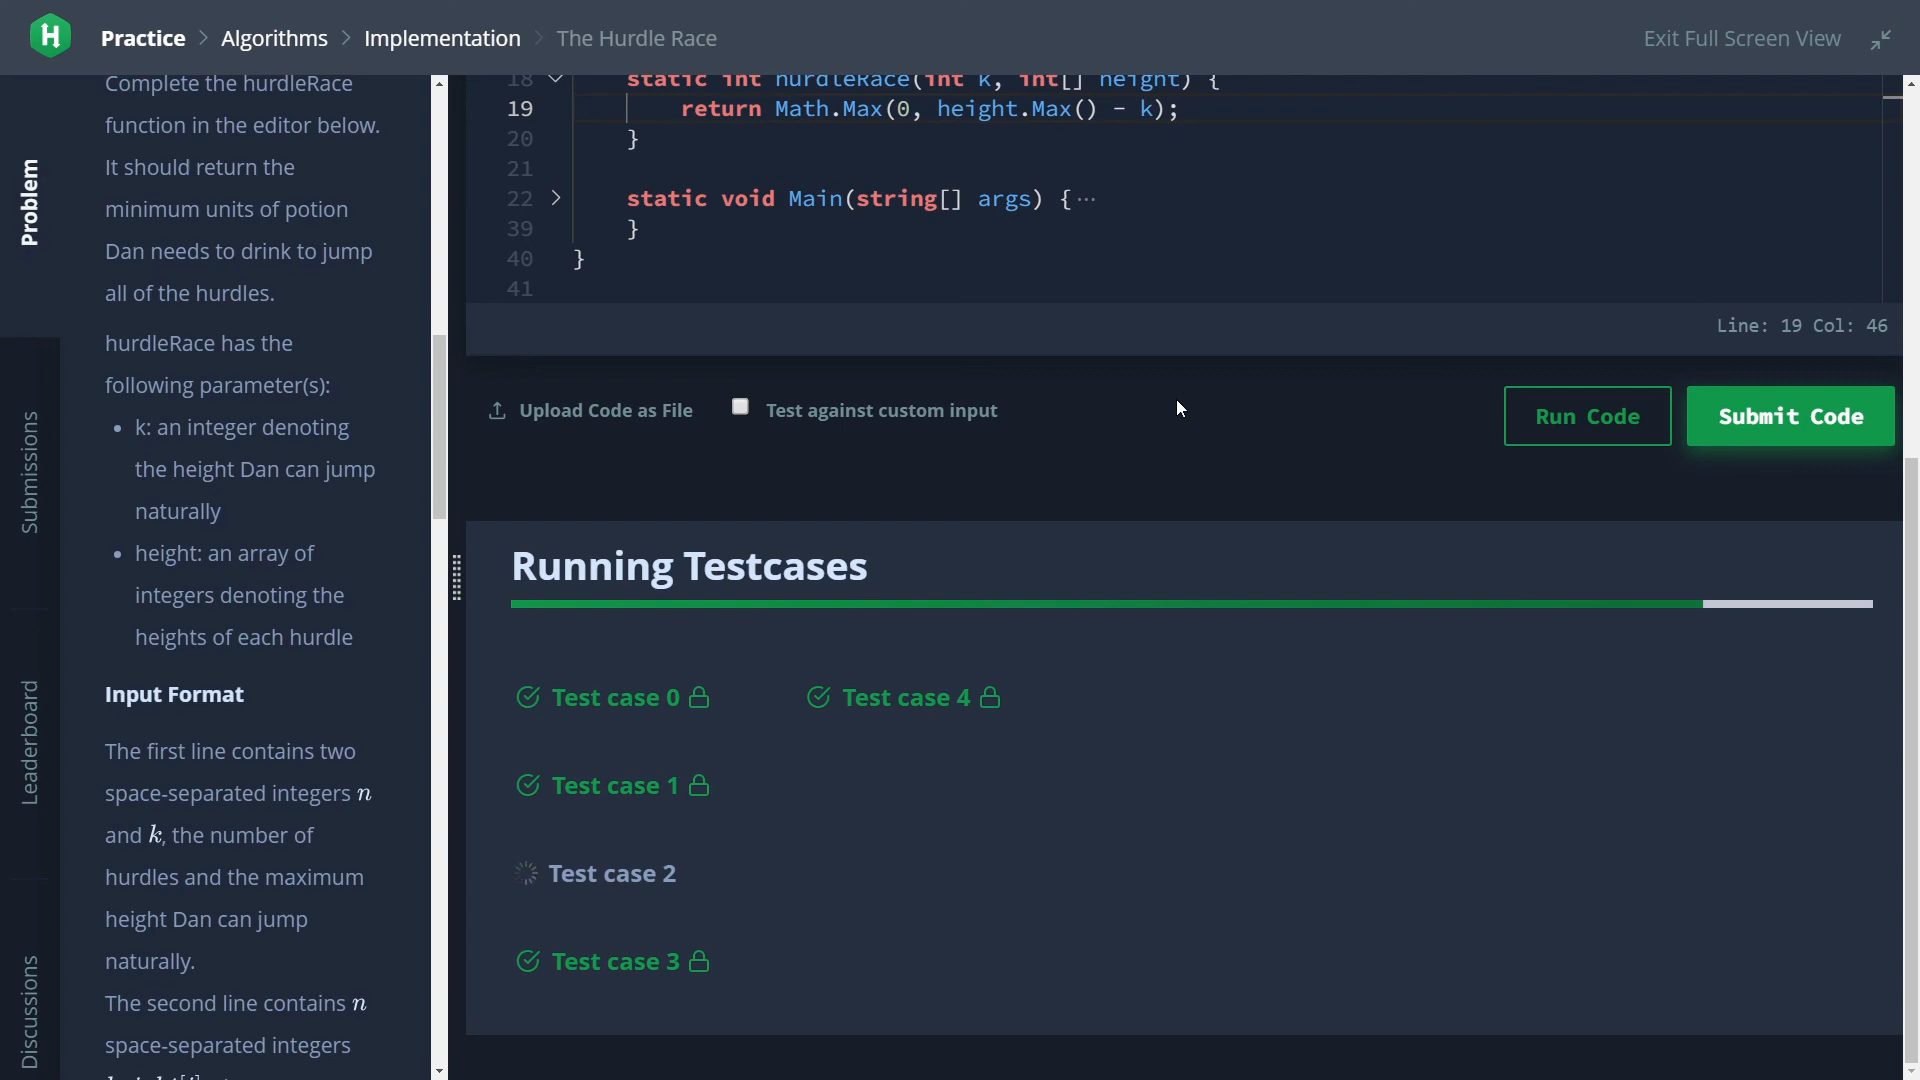 Practice > Algorithms > Implementation > The Hurdle Race
Exit Full Screen View
Problem
Submissions
Leaderboard
Discussions
Complete the hurdleRace
function in the editor below.
It should return the
minimum units of potion
Dan needs to drink to jump
all of the hurdles.
hurdleRace has the
following parameter(s):
• k: an integer denoting
the height Dan can jump
naturally
• height: an array of
integers denoting the
heights of each hurdle
Input Format
The first line contains two
space-separated integers n
and k, the number of
hurdles and the maximum
height Dan can jump
naturally.
The second line contains n
space-separated integers
18 static int hurdleRace(int k, int[] height) {
19 return Math.Max(0, height.Max() - k);
20 }
21
22 static void Main(string[] args) {···
39 }
40 }
41
Line: 19 Col: 46
Upload Code as File
Test against custom input
Run Code
Submit Code
Running Testcases
Test case 0
Test case 4
Test case 1
Test case 2
Test case 3